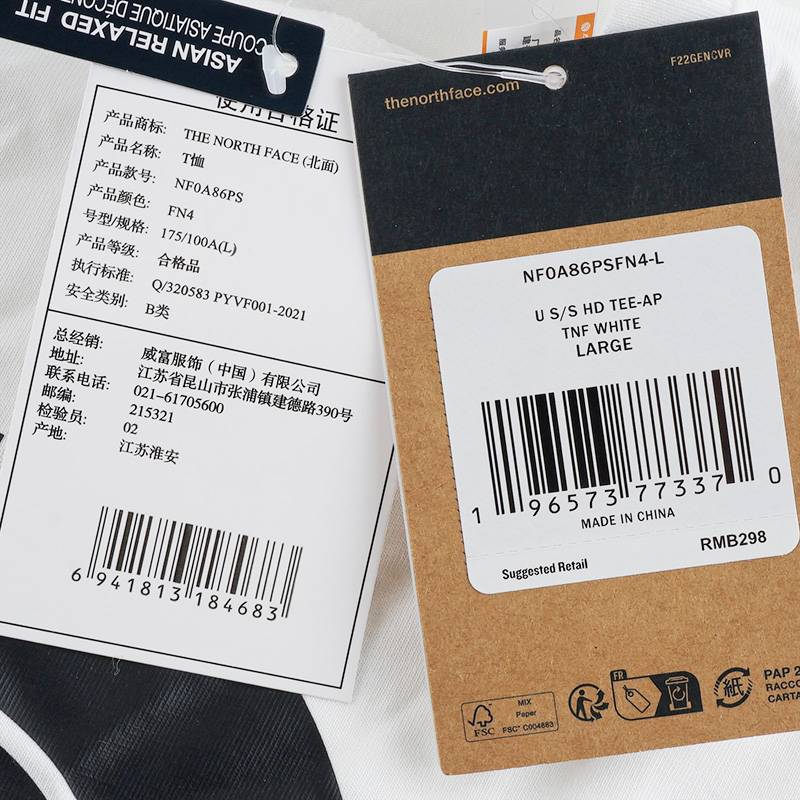 ASIAN RELAXED FIT
COUPE ASIATIQUE DÉCONT
使用合格证
产品商标: THE NORTH FACE (北面)
产品名称: T恤
产品款号: NF0A86PS
产品颜色: FN4
号型/规格: 175/100A(L)
产品等级: 合格品
执行标准: Q/320583 PYVF001-2021
安全类别: B类
总经销: 威富服饰(中国)有限公司
地址: 江苏省昆山市张浦镇建德路390号
联系电话: 021-61705600
邮编: 215321
检验员: 02
产地: 江苏淮安
6 941813 184683
thenorthface.com
F22GENCVR
NF0A86PSFN4-L
U S/S HD TEE-AP
TNF WHITE
LARGE
1 96573 77337 0
MADE IN CHINA
RMB298
Suggested Retail
FSC
MIX
Paper
FSC® C004663
FR
紙
PAP 2
RACCO
CARTA